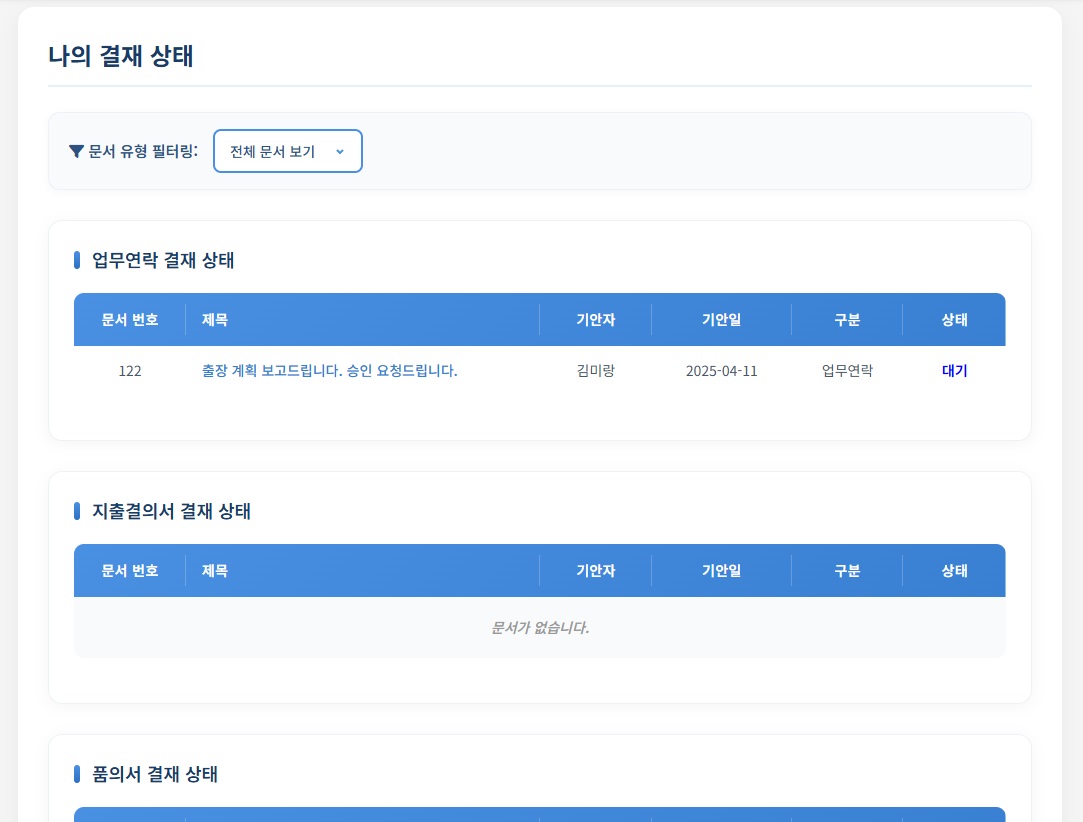 나의 결재 상태
문서 유형 필터링: 전체 문서 보기
업무연락 결재 상태
문서 번호 제목 기안자 기안일 구분 상태
122 출장 계획 보고드립니다. 승인 요청드립니다. 김미랑 2025-04-11 업무연락 대기
지출결의서 결재 상태
문서 번호 제목 기안자 기안일 구분 상태
문서가 없습니다.
품의서 결재 상태